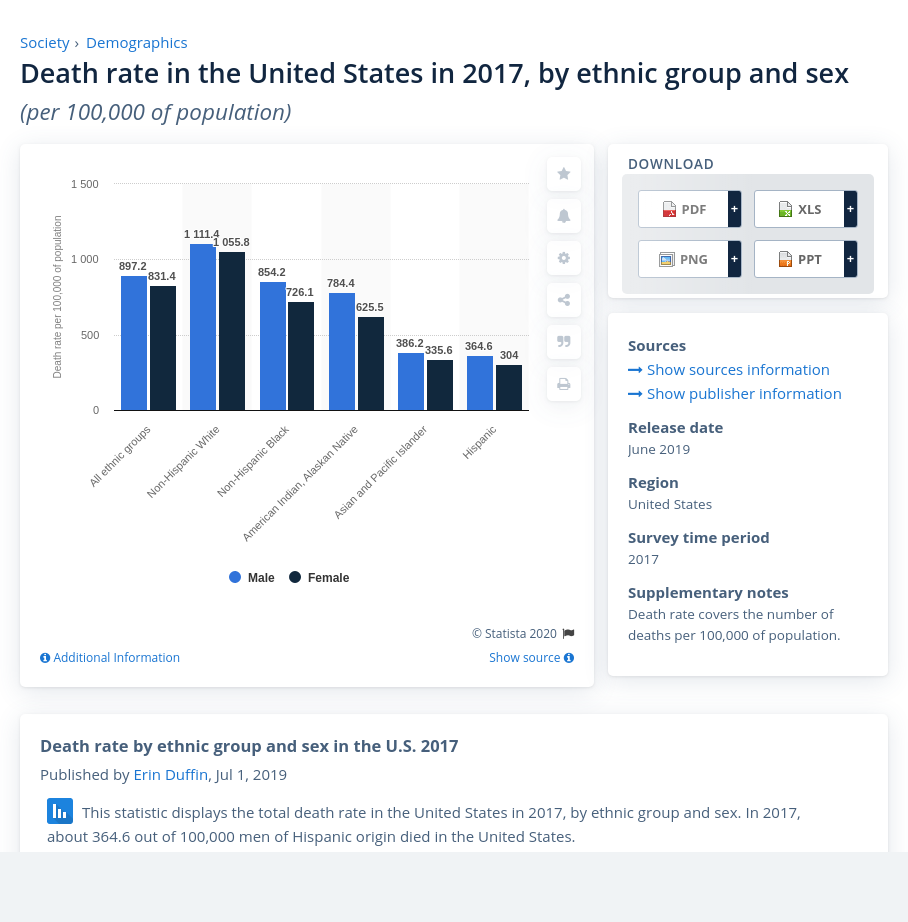 Society › Demographics
Death rate in the United States in 2017, by ethnic group and sex
(per 100,000 of population)
Death rate per 100,000 of population
1 500
1 000
500
0
897.2
831.4
1 111.4
1 055.8
854.2
726.1
784.4
625.5
386.2
335.6
364.6
304
All ethnic groups
Non-Hispanic White
Non-Hispanic Black
American Indian, Alaskan Native
Asian and Pacific Islander
Hispanic
Male Female
© Statista 2020
Additional Information
Show source
DOWNLOAD
PDF +
XLS +
PNG +
PPT +
Sources
Show sources information
Show publisher information
Release date
June 2019
Region
United States
Survey time period
2017
Supplementary notes
Death rate covers the number of
deaths per 100,000 of population.
Death rate by ethnic group and sex in the U.S. 2017
Published by Erin Duffin, Jul 1, 2019
This statistic displays the total death rate in the United States in 2017, by ethnic group and sex. In 2017,
about 364.6 out of 100,000 men of Hispanic origin died in the United States.